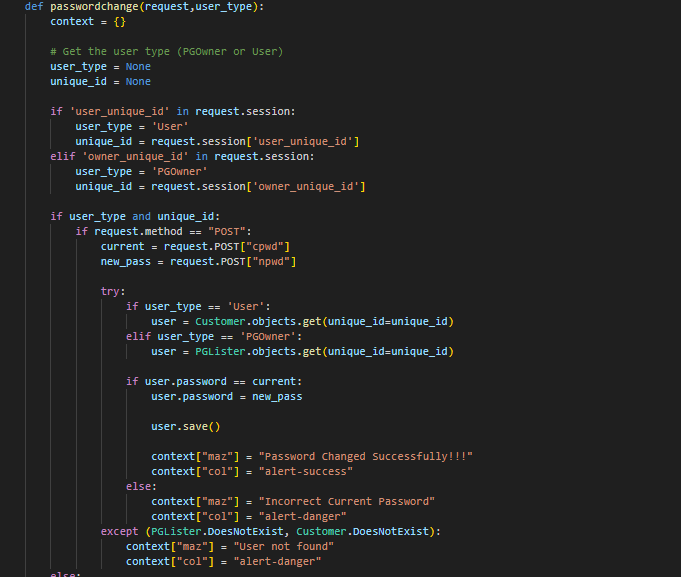 def passwordchange(request,user_type):
context = {}
# Get the user type (PGOwner or User)
user_type = None
unique_id = None
if 'user_unique_id' in request.session:
user_type = 'User'
unique_id = request.session['user_unique_id']
elif 'owner_unique_id' in request.session:
user_type = 'PGOwner'
unique_id = request.session['owner_unique_id']
if user_type and unique_id:
if request.method == "POST":
current = request.POST["cpwd"]
new_pass = request.POST["npwd"]
try:
if user_type == 'User':
user = Customer.objects.get(unique_id=unique_id)
elif user_type == 'PGOwner':
user = PGLister.objects.get(unique_id=unique_id)
if user.password == current:
user.password = new_pass
user.save()
context["maz"] = "Password Changed Successfully!!!"
context["col"] = "alert-success"
else:
context["maz"] = "Incorrect Current Password"
context["col"] = "alert-danger"
except (PGLister.DoesNotExist, Customer.DoesNotExist):
context["maz"] = "User not found"
context["col"] = "alert-danger"
else: